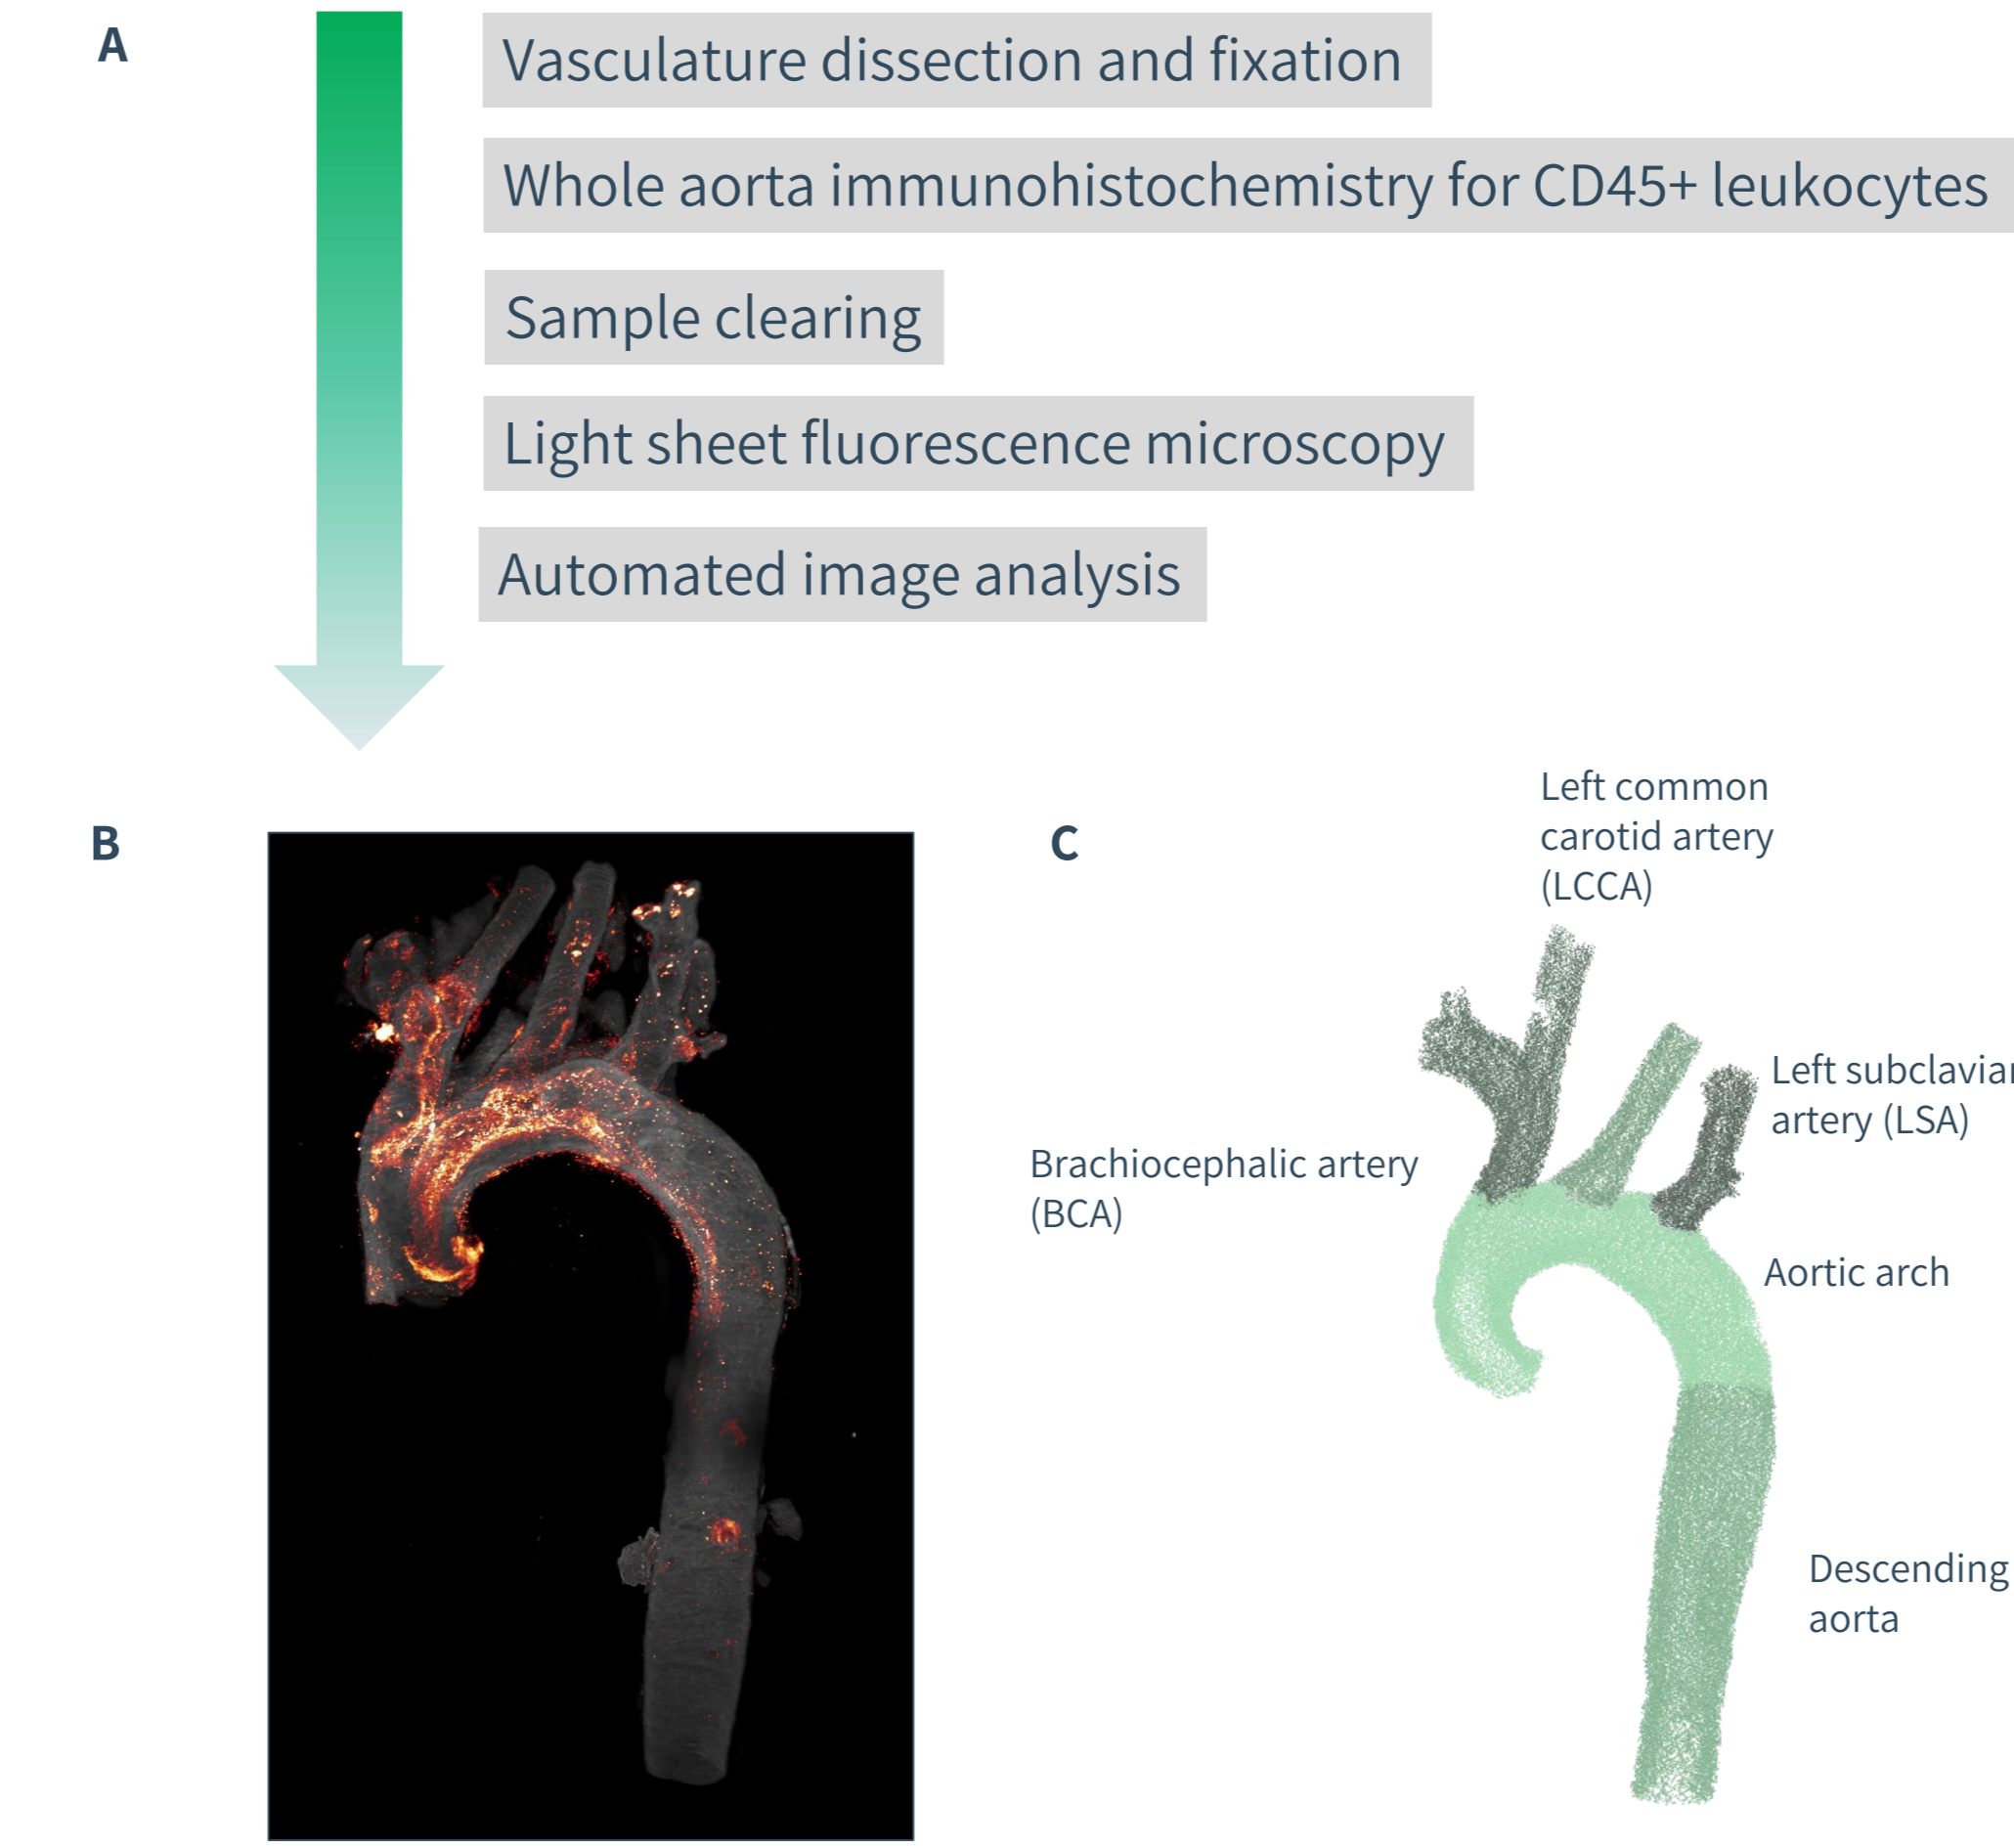 A
Vasculature dissection and fixation
Whole aorta immunohistochemistry for CD45+ leukocytes
Sample clearing
Light sheet fluorescence microscopy
Automated image analysis
B
C
Left common
carotid artery
(LCCA)
Left subclavian
artery (LSA)
Brachiocephalic artery
(BCA)
Aortic arch
Descending
aorta